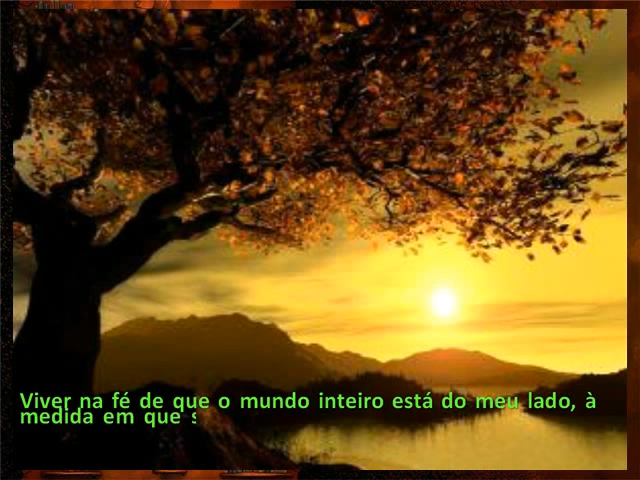 Viver na fé de que o mundo inteiro está do meu lado, à
medida em que s